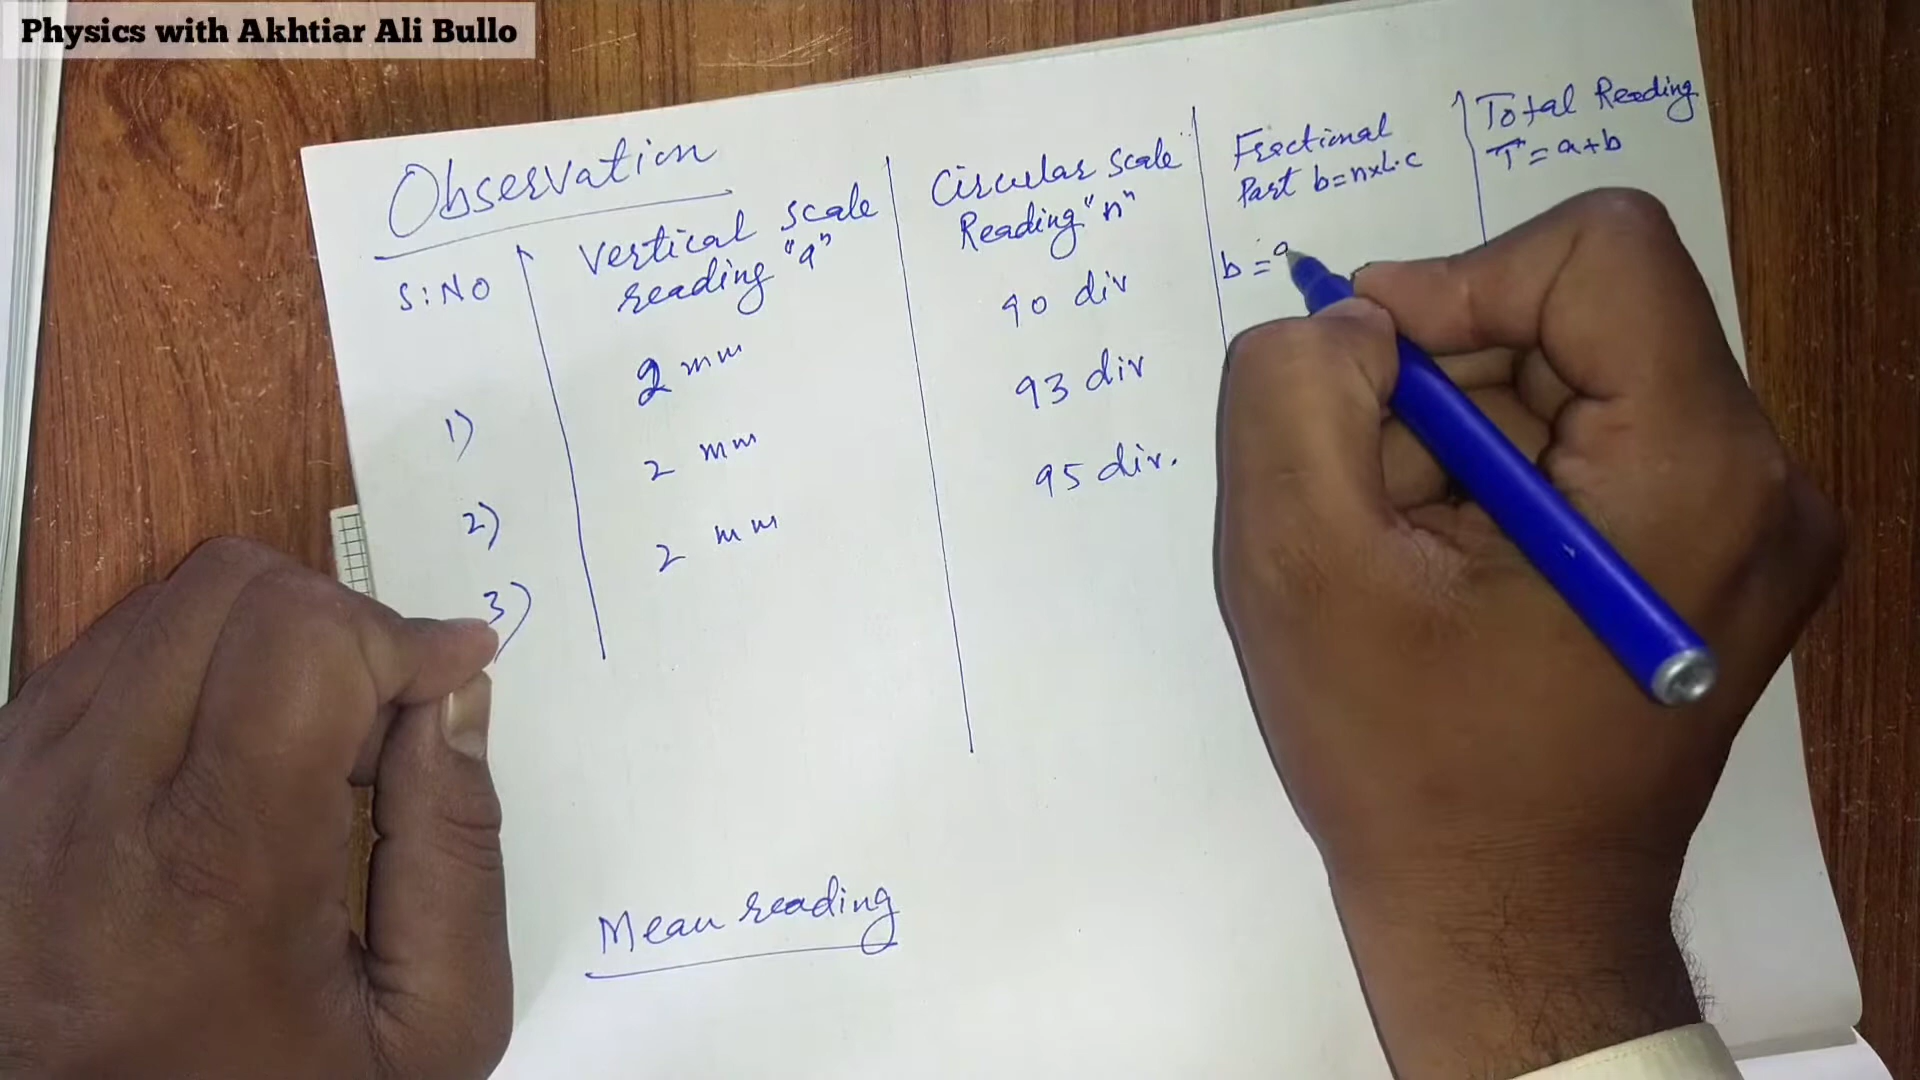 Physics with Akhtiar Ali Bullo
Observation
S:NO
Vertical Scale
reading "a"
Circular Scale
Reading "n"
Fractional
Part b=n×L.c
Total Reading
T=a+b
1)
2 mm
90 div
b=9
2)
2 mm
93 div
3)
2 mm
95 div.
Mean reading